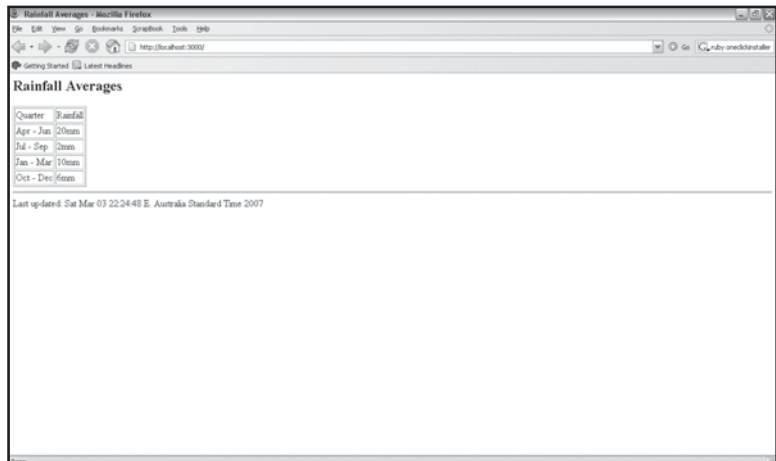 Rainfall Averages - Mozilla Firefox
File Edit View Go Bookmarks ScrapBook Tools Help
http://localhost:3000/ Go ruby oneclickinstaller
Getting Started Latest Headlines
Rainfall Averages
Quarter Rainfall
Apr - Jun 20mm
Jul - Sep 2mm
Jan - Mar 10mm
Oct - Dec 6mm
Last updated: Sat Mar 03 22:24:48 E. Australia Standard Time 2007